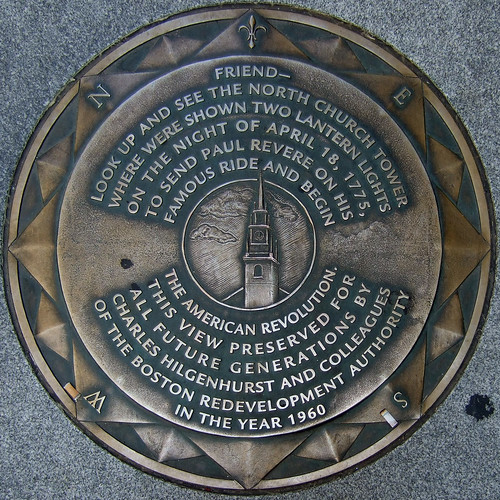 N
E
FRIEND—
LOOK UP AND SEE THE NORTH CHURCH TOWER
WHERE WERE SHOWN TWO LANTERN LIGHTS
ON THE NIGHT OF APRIL 18, 1775,
TO SEND PAUL REVERE ON HIS
FAMOUS RIDE AND BEGIN
THE AMERICAN REVOLUTION.
THIS VIEW PRESERVED FOR
ALL FUTURE GENERATIONS BY
CHARLES HILGENHURST AND COLLEAGUES
OF THE BOSTON REDEVELOPMENT AUTHORITY
IN THE YEAR 1960
W
S